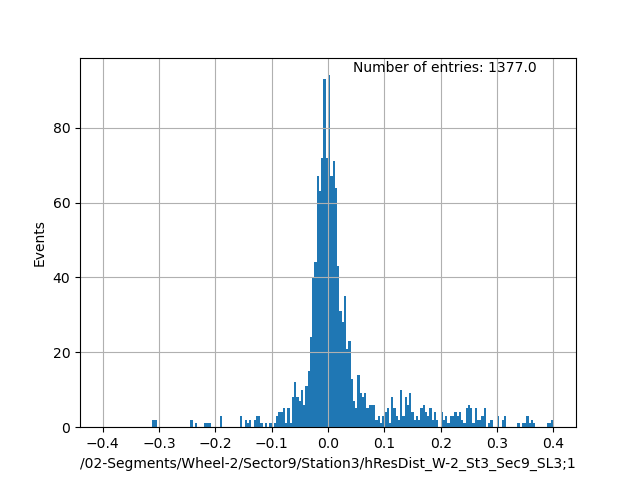 Number of entries: 1377.0
Events
80
60
40
20
0
−0.4 −0.3 −0.2 −0.1 0.0 0.1 0.2 0.3 0.4
/02-Segments/Wheel-2/Sector9/Station3/hResDist_W-2_St3_Sec9_SL3;1